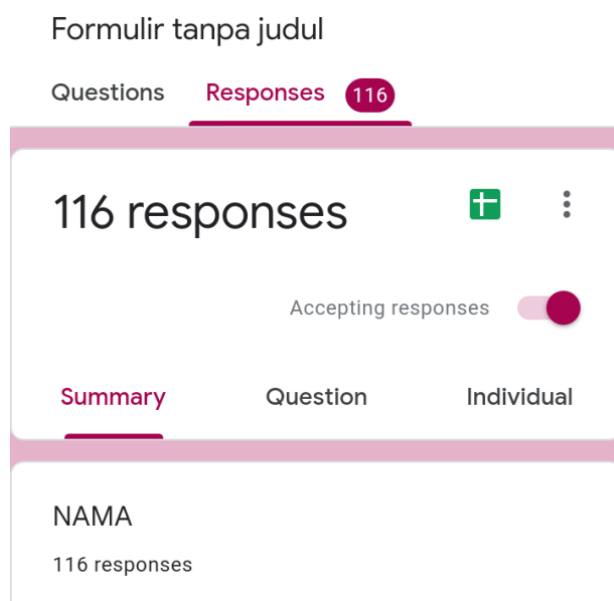 Formulir tanpa judul
Questions Responses 116
116 responses
Accepting responses
Summary Question Individual
NAMA
116 responses